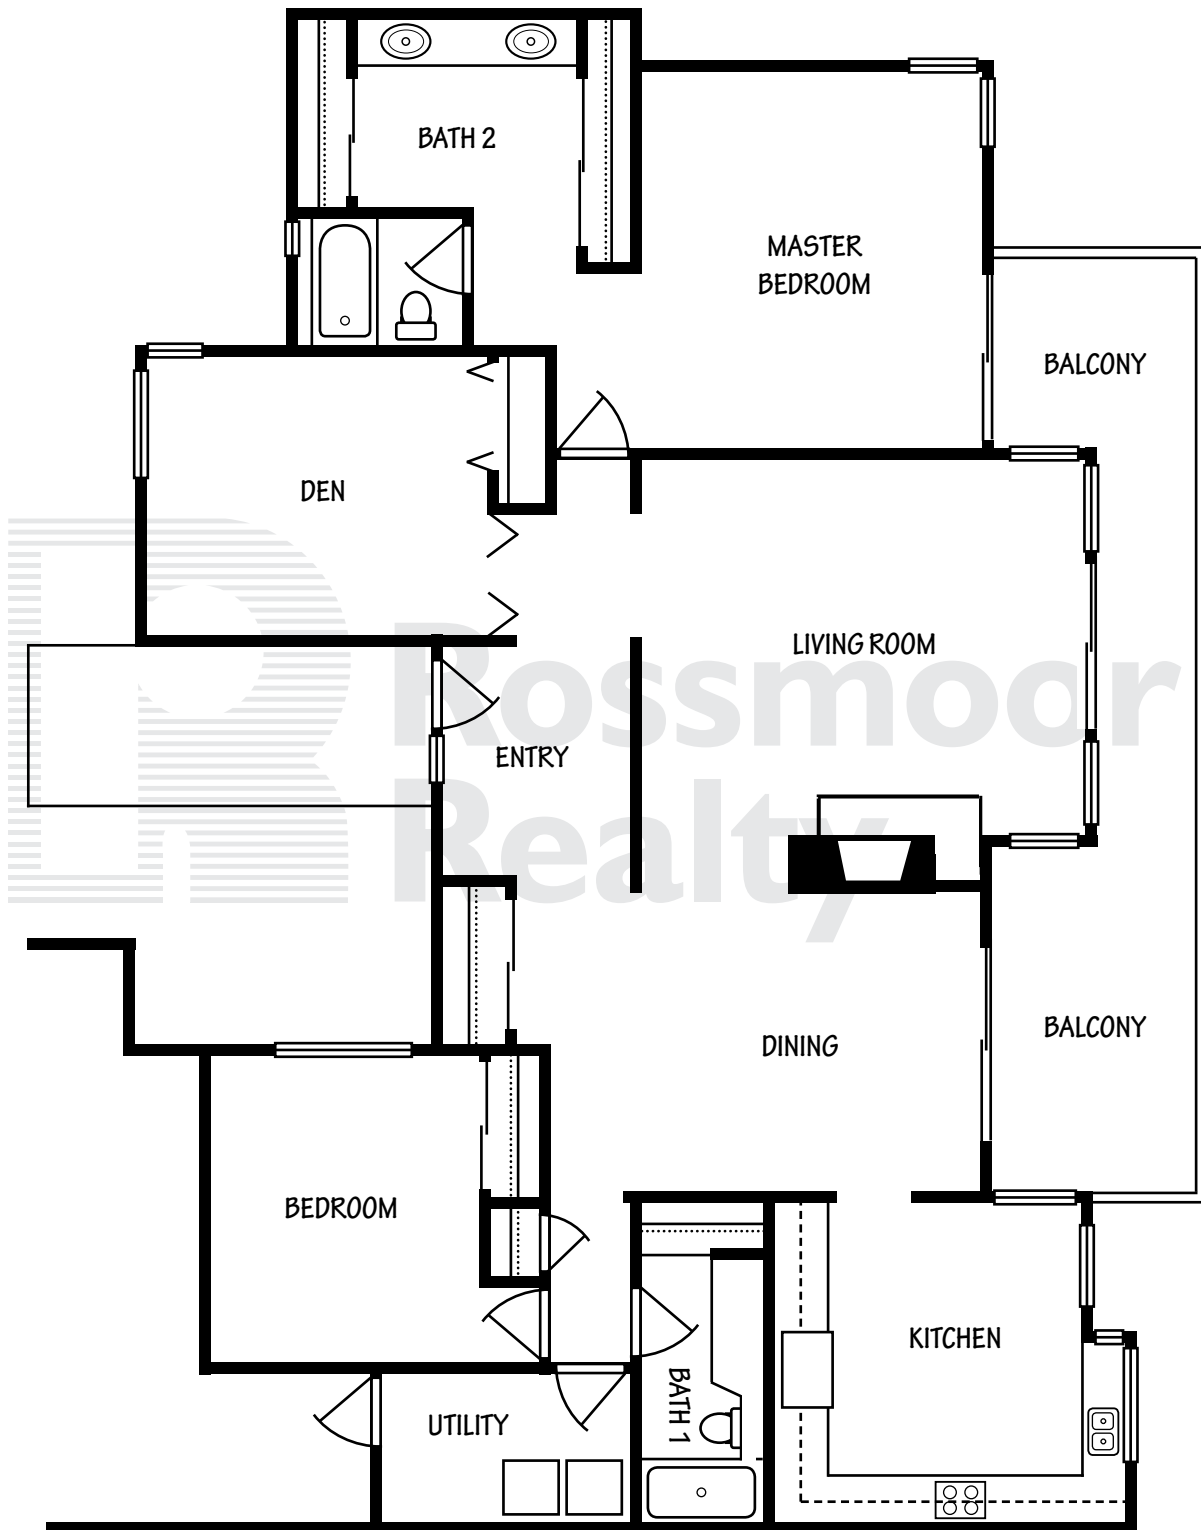 BATH 2
MASTER
BEDROOM
BALCONY
DEN
LIVING ROOM
Rossmoor
Realty
ENTRY
DINING
BALCONY
BEDROOM
KITCHEN
BATH 1
UTILITY